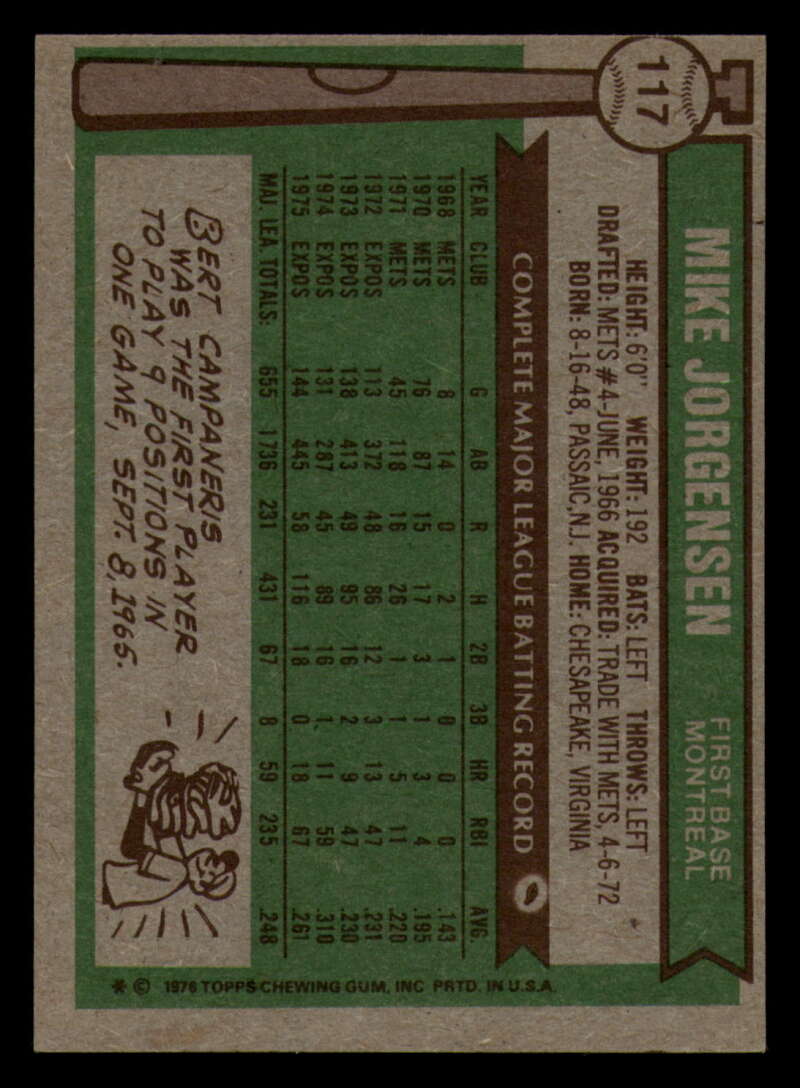 117
MIKE JORGENSEN
FIRST BASE
MONTREAL
HEIGHT: 6'0" WEIGHT: 192 BATS: LEFT THROWS: LEFT
DRAFTED: METS #4-JUNE, 1966 ACQUIRED: TRADE WITH METS, 4-6-72
BORN: 8-16-48, PASSAIC, N.J. HOME: CHESAPEAKE, VIRGINIA
COMPLETE MAJOR LEAGUE BATTING RECORD
YEAR CLUB G AB R H 2B 3B HR RBI AVG.
1968 METS 8 14 0 2 1 0 0 0 .143
1970 METS 76 87 15 17 3 1 3 4 .195
1971 METS 45 118 16 26 1 1 5 11 .220
1972 EXPOS 113 372 48 86 12 3 13 47 .231
1973 EXPOS 138 413 49 95 16 2 9 47 .230
1974 EXPOS 131 287 45 89 16 1 11 59 .310
1975 EXPOS 144 445 58 116 18 0 18 67 .261
MAJ. LEA. TOTALS: 655 1736 231 431 67 8 59 235 .248
BERT CAMPANERIS
WAS THE FIRST PLAYER
TO PLAY 9 POSITIONS IN
ONE GAME, SEPT. 8, 1965.
* © 1976 TOPPS CHEWING GUM, INC PRTD. IN U.S.A.